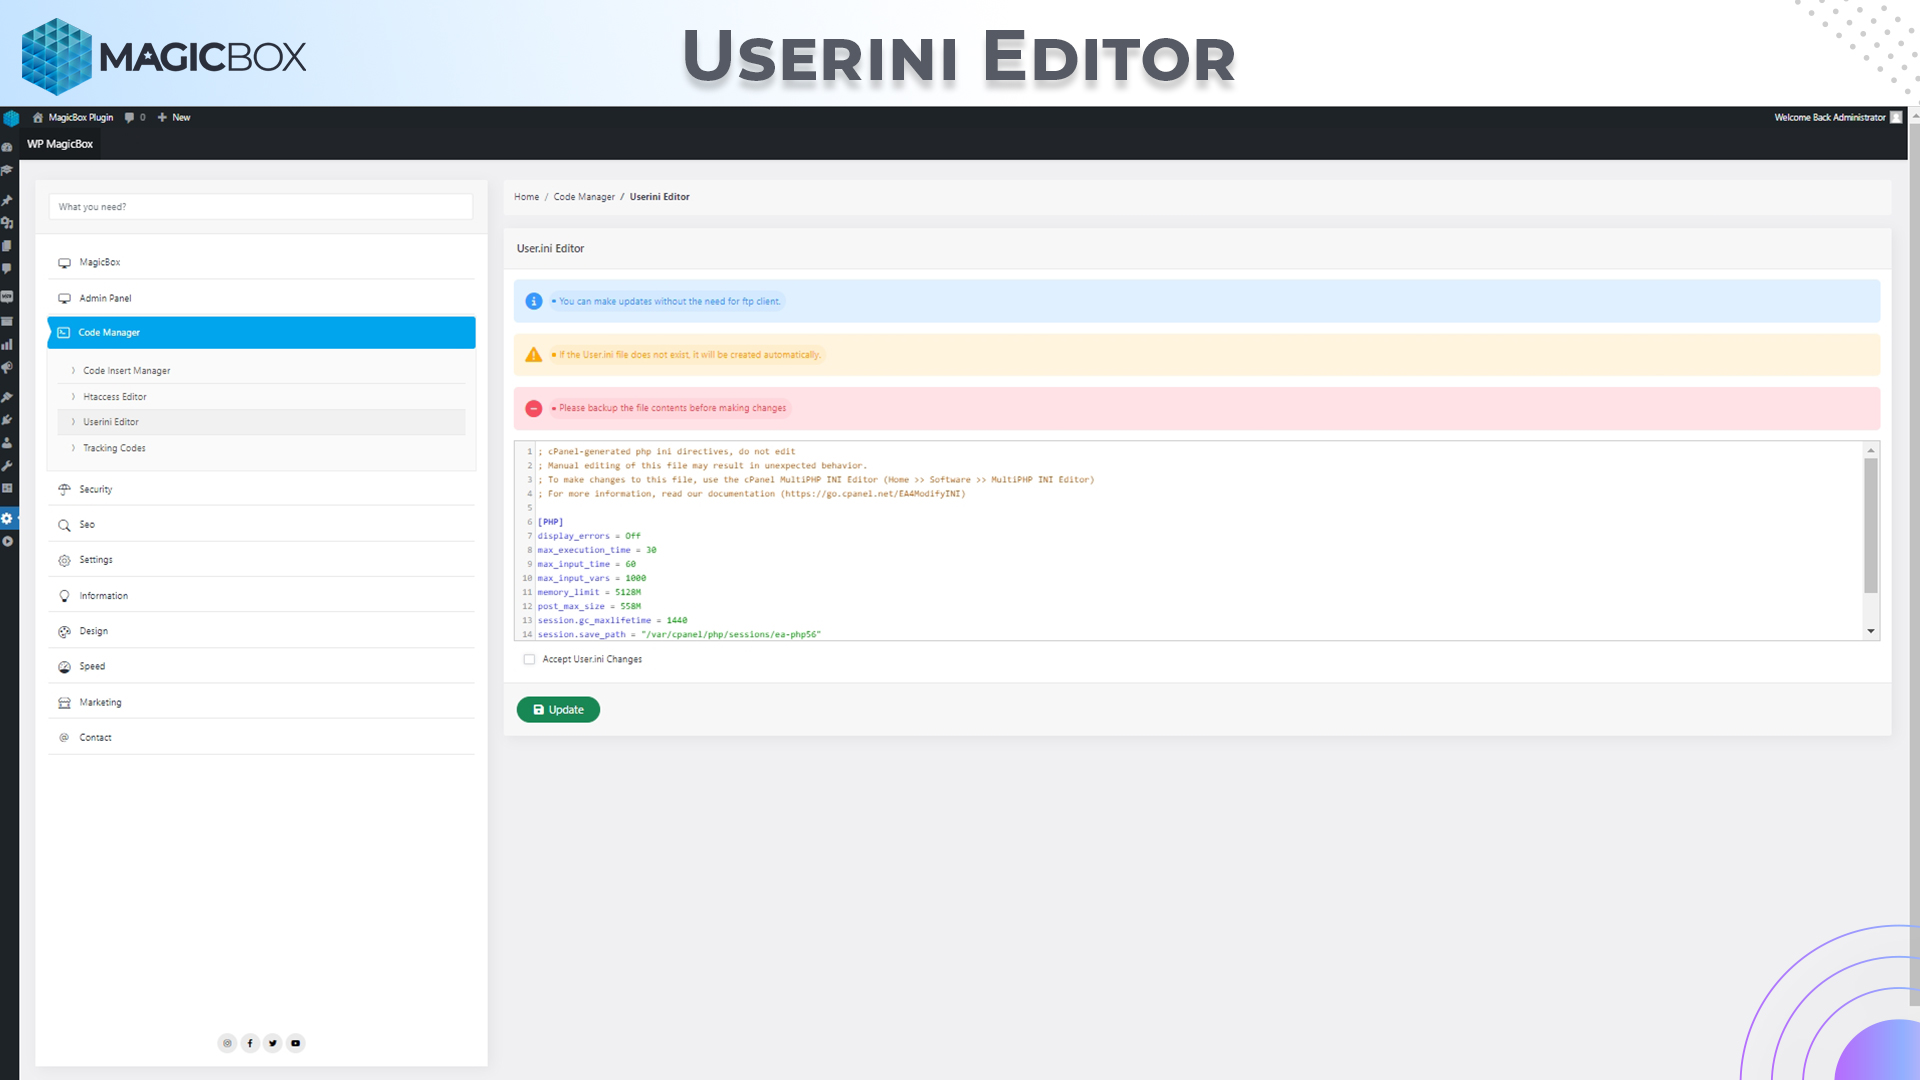 MAGICBOX
USERINI EDITOR
MagicBox Plugin 0 New
Welcome Back Administrator
WP MagicBox
What you need?
MagicBox
Admin Panel
Code Manager
Code Insert Manager
Htaccess Editor
Userini Editor
Tracking Codes
Security
Seo
Settings
Information
Design
Speed
Marketing
Contact
Home / Code Manager / Userini Editor
User.ini Editor
You can make updates without the need for ftp client.
If the User.ini file does not exist, it will be created automatically.
Please backup the file contents before making changes
1 ; cPanel-generated php ini directives, do not edit
2 ; Manual editing of this file may result in unexpected behavior.
3 ; To make changes to this file, use the cPanel MultiPHP INI Editor (Home >> Software >> MultiPHP INI Editor)
4 ; For more information, read our documentation (https://go.cpanel.net/EA4ModifyINI)
5
6 [PHP]
7 display_errors = Off
8 max_execution_time = 30
9 max_input_time = 60
10 max_input_vars = 1000
11 memory_limit = 5128M
12 post_max_size = 558M
13 session.gc_maxlifetime = 1440
14 session.save_path = "/var/cpanel/php/sessions/ea-php56"
Accept User.ini Changes
Update